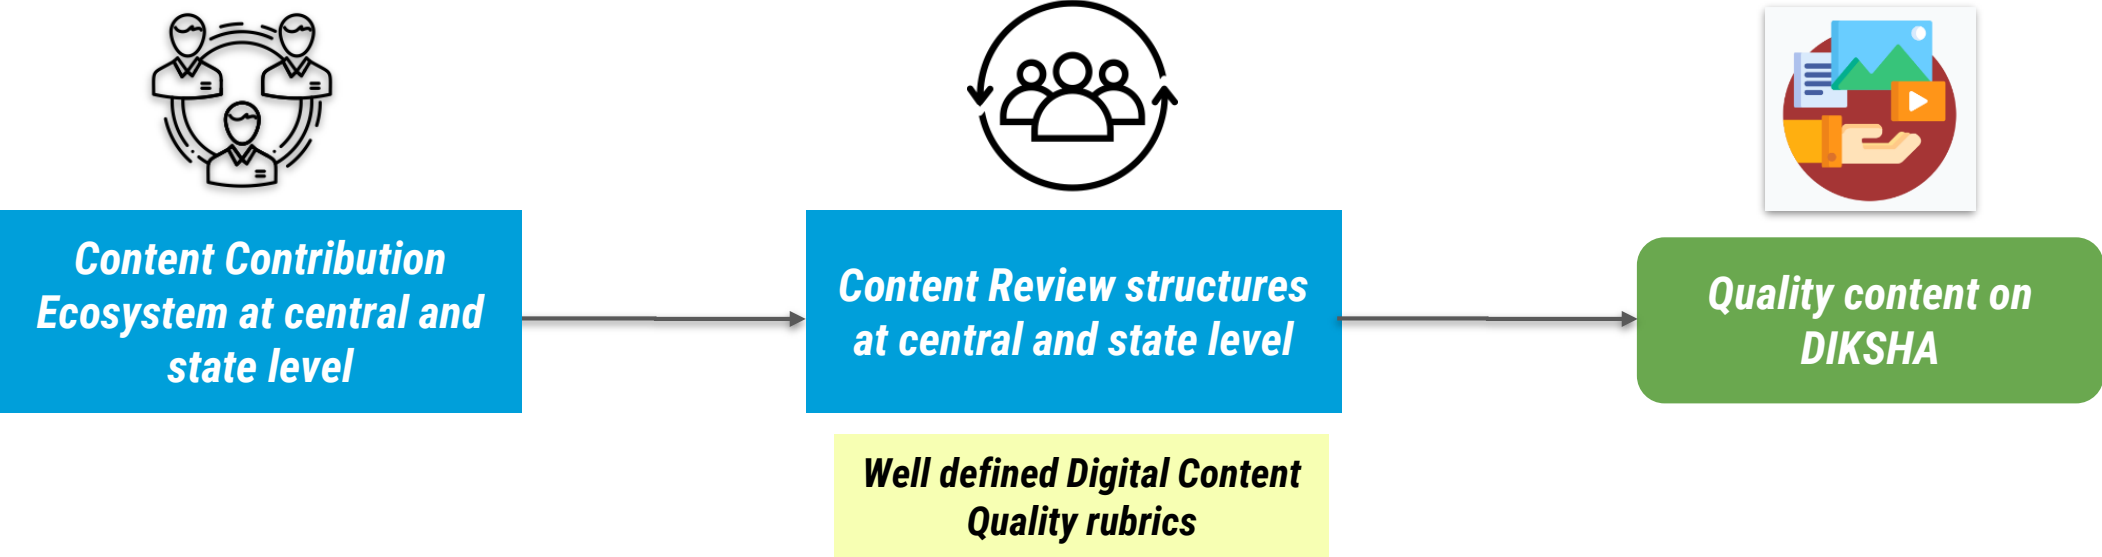 Content Contribution
Ecosystem at central and
state level
Content Review structures
at central and state level
Quality content on
DIKSHA
Well defined Digital Content
Quality rubrics